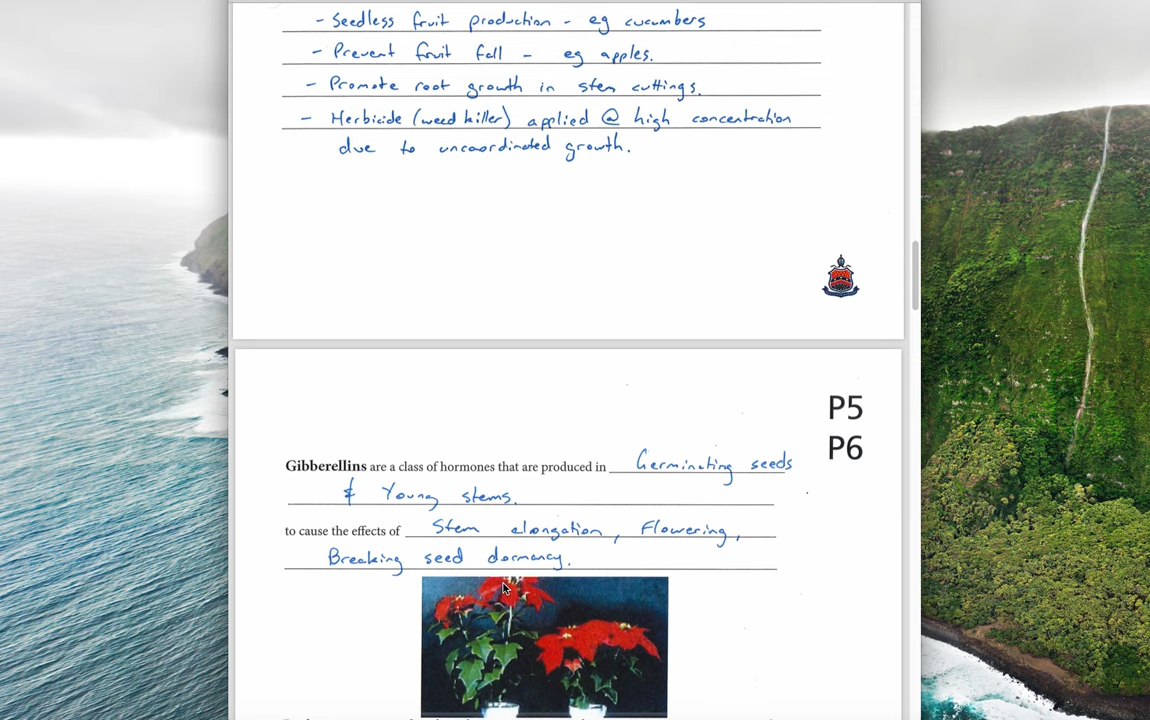 - Seedless fruit production - eg cucumbers
- Prevent fruit fall - eg apples.
- Promote root growth in stem cuttings.
- Herbicide (weed killer) applied @ high concentration
due to uncoordinated growth.
P5
P6
Gibberellins are a class of hormones that are produced in Germinating seeds
& Young stems.
to cause the effects of Stem elongation, Flowering,
Breaking seed dormancy.